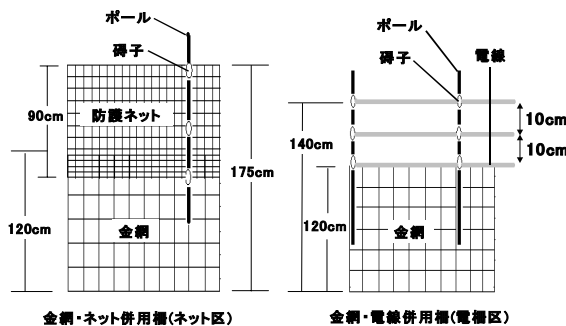 ポール
碍子
防護ネット
90cm
175cm
120cm
金網
金網・ネット併用柵(ネット区)
ポール
碍子
電線
10cm
10cm
140cm
120cm
金網
金網・電線併用柵(電柵区)